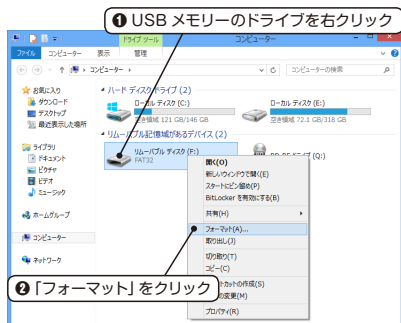 ❶ USB メモリーのドライブを右クリック
ドライブ ツール
コンピューター
ファイル
コンピューター
表示
管理
コンピューター
コンピューターの検索
お気に入り
ダウンロード
デスクトップ
最近表示した場所
ライブラリ
ドキュメント
ピクチャ
ビデオ
ミュージック
ホームグループ
コンピューター
ネットワーク
ハード ディスク ドライブ (2)
ローカル ディスク (C:)
空き領域 121 GB/146 GB
ローカル ディスク (E:)
空き領域 72.1 GB/318 GB
リムーバブル記憶域があるデバイス (2)
リムーバブル ディスク (F:)
FAT32
(Q:)
開く(O)
新しいウィンドウで開く(E)
スタートにピン留め(P)
BitLocker を有効にする(B)
共有(H)
フォーマット(A)...
取り出し(J)
切り取り(T)
コピー(C)
トカットの作成(S)
の変更(M)
プロパティ(R)
❷「フォーマット」をクリック